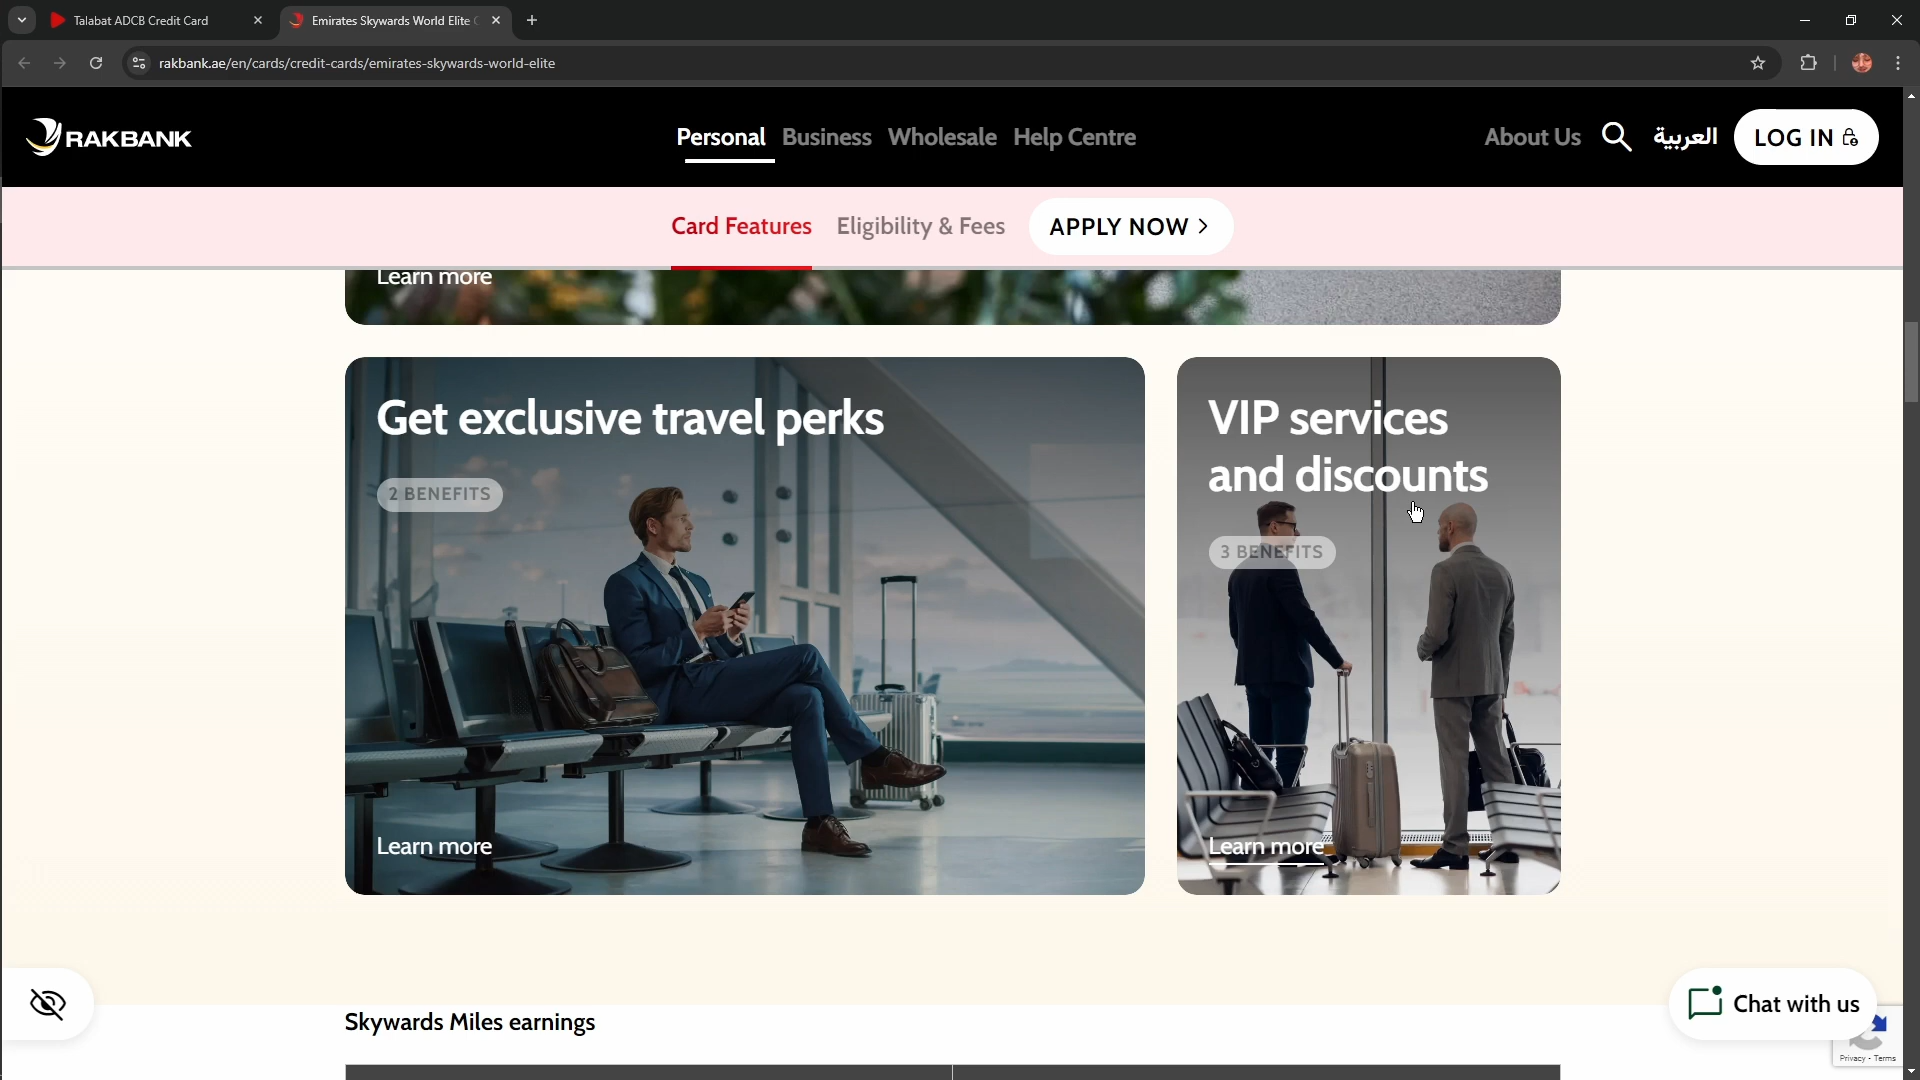 Talabat ADCB Credit Card
Emirates Skywards World Elite
rakbank.ae/en/cards/credit-cards/emirates-skywards-world-elite
RAKBANK
Personal Business Wholesale Help Centre
About Us العربية LOG IN
Card Features Eligibility & Fees APPLY NOW >
Learn more
Get exclusive travel perks
2 BENEFITS
Learn more
VIP services
and discounts
3 BENEFITS
Learn more
Skywards Miles earnings
Chat with us
Privacy - Terms